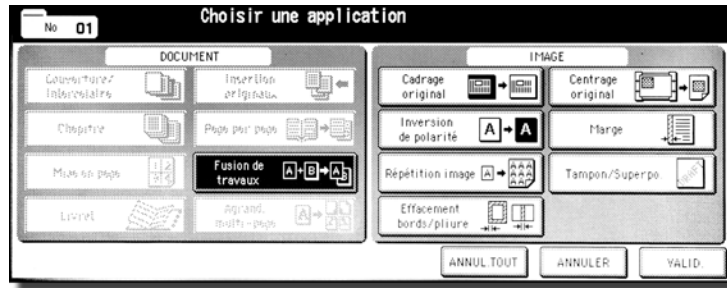 No 01
Choisir une application
DOCUMENT
Couverture/
Intercalaire
Insertion
originaux
Chapitre
Page par page
Mise en page
Fusion de
travaux
A+B→AB
Livret
Agrand.
multi-page
IMAGE
Cadrage
original
Centrage
original
Inversion
de polarité
A→A
Marge
Répétition image
Tampon/Superpo.
DRAFT
Effacement
bords/pliure
ANNUL.TOUT
ANNULER
VALID.